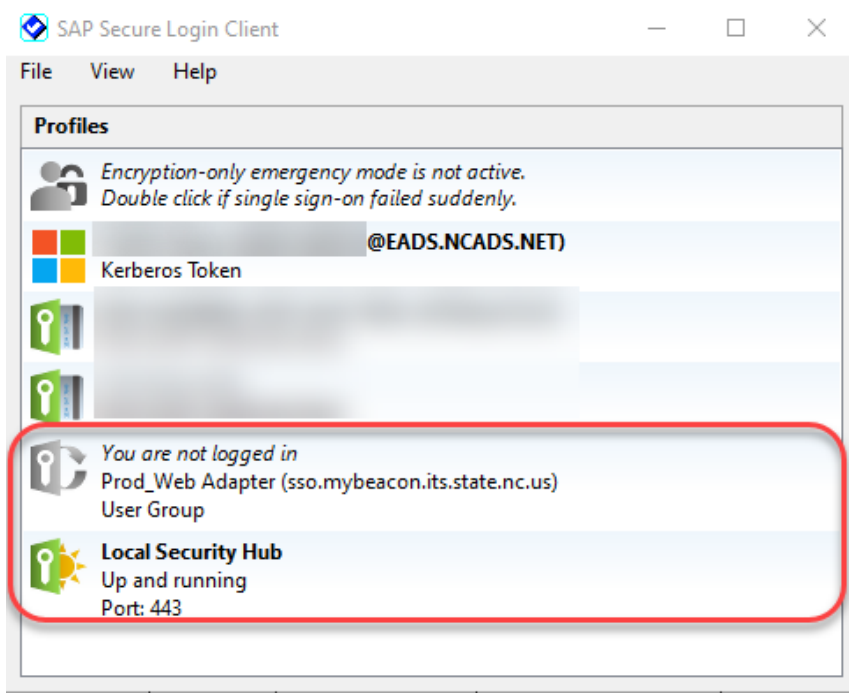 SAP Secure Login Client
File View Help
Profiles
Encryption-only emergency mode is not active.
Double click if single sign-on failed suddenly.
@EADS.NCADS.NET)
Kerberos Token
You are not logged in
Prod_Web Adapter (sso.mybeacon.its.state.nc.us)
User Group
Local Security Hub
Up and running
Port: 443